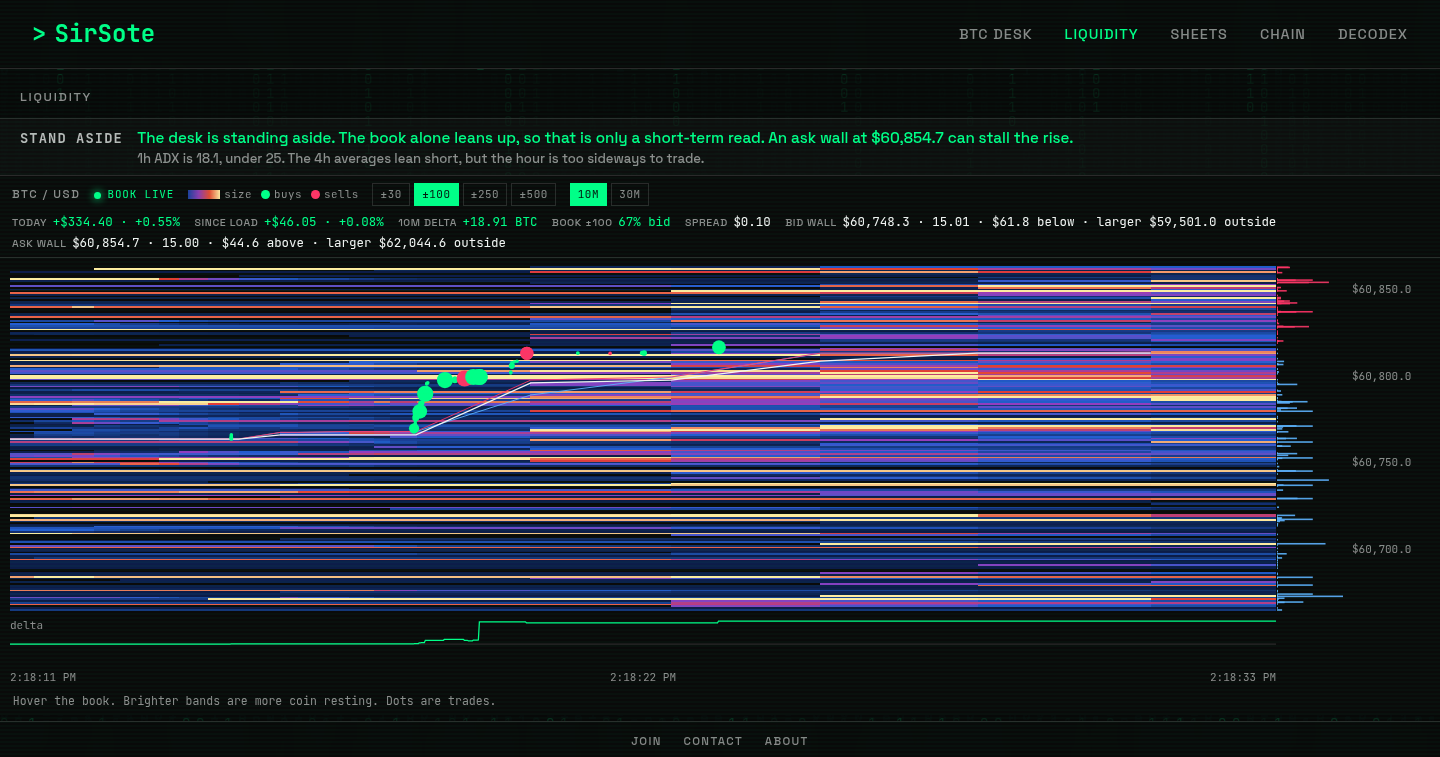 > SirSote
BTC DESK LIQUIDITY SHEETS CHAIN DECODEX
LIQUIDITY
STAND ASIDE The desk is standing aside. The book alone leans up, so that is only a short-term read. An ask wall at $60,854.7 can stall the rise.
1h ADX is 18.1, under 25. The 4h averages lean short, but the hour is too sideways to trade.
BTC / USD BOOK LIVE size buys sells ±30 ±100 ±250 ±500 10M 30M
TODAY +$334.40 · +0.55% SINCE LOAD +$46.05 · +0.08% 10M DELTA +18.91 BTC BOOK ±100 67% bid SPREAD $0.10 BID WALL $60,748.3 · 15.01 · $61.8 below · larger $59,501.0 outside
ASK WALL $60,854.7 · 15.00 · $44.6 above · larger $62,044.6 outside
$60,850.0
$60,800.0
$60,750.0
$60,700.0
delta
2:18:11 PM 2:18:22 PM 2:18:33 PM
Hover the book. Brighter bands are more coin resting. Dots are trades.
JOIN CONTACT ABOUT